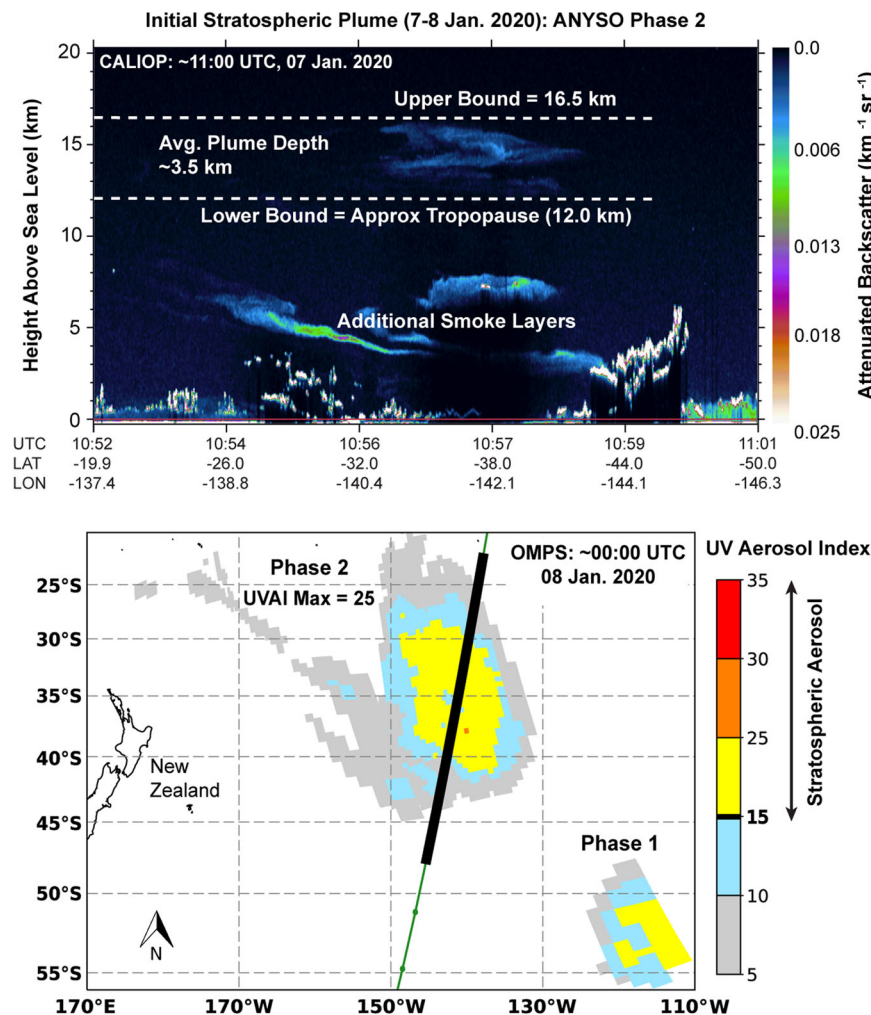 Initial Stratospheric Plume (7-8 Jan. 2020): ANYSO Phase 2
CALIOP: ~11:00 UTC, 07 Jan. 2020
Upper Bound = 16.5 km
Avg. Plume Depth
~3.5 km
Lower Bound = Approx Tropopause (12.0 km)
Additional Smoke Layers
Height Above Sea Level (km)
20
15
10
5
0
0.0
0.006
0.013
0.018
0.025
Attenuated Backscatter (km⁻¹ sr⁻¹)
UTC 10:52 10:54 10:56 10:57 10:59 11:01
LAT -19.9 -26.0 -32.0 -38.0 -44.0 -50.0
LON -137.4 -138.8 -140.4 -142.1 -144.1 -146.3
Phase 2
UVAI Max = 25
OMPS: ~00:00 UTC
08 Jan. 2020
New
Zealand
Phase 1
N
25°S
30°S
35°S
40°S
45°S
50°S
55°S
170°E 170°W 150°W 130°W 110°W
UV Aerosol Index
35
30
25
15
10
5
Stratospheric Aerosol